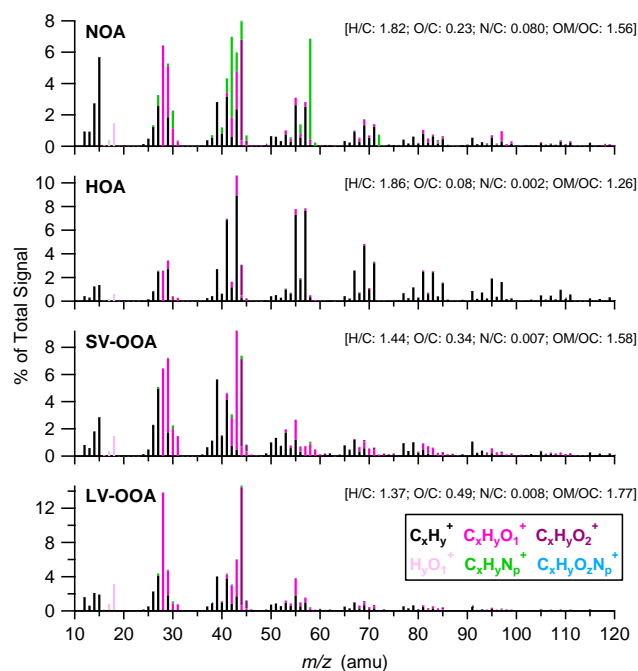 NOA [H/C: 1.82; O/C: 0.23; N/C: 0.080; OM/OC: 1.56]
8
6
4
2
0
HOA [H/C: 1.86; O/C: 0.08; N/C: 0.002; OM/OC: 1.26]
10
8
6
4
2
0
% of Total Signal
SV-OOA [H/C: 1.44; O/C: 0.34; N/C: 0.007; OM/OC: 1.58]
8
6
4
2
0
LV-OOA [H/C: 1.37; O/C: 0.49; N/C: 0.008; OM/OC: 1.77]
12
8
4
0
CxHy+ CxHyO1+ CxHyO2+
HyO1+ CxHyNp+ CxHyOzNp+
10 20 30 40 50 60 70 80 90 100 110 120
m/z (amu)